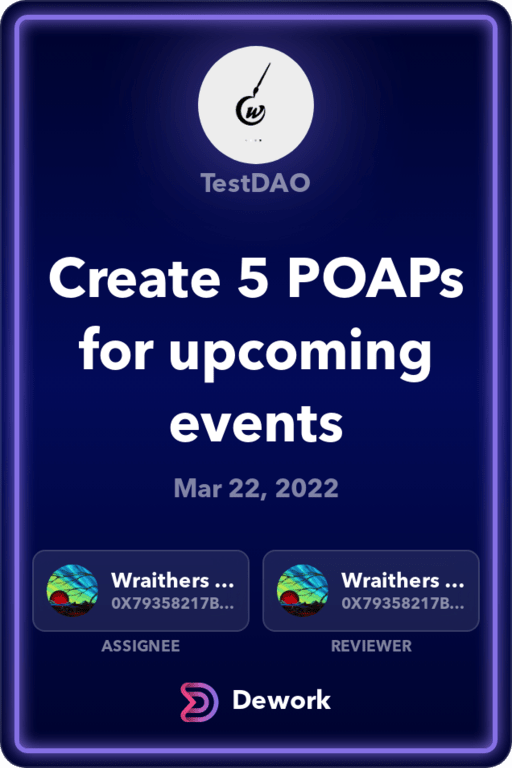 TestDAO
Create 5 POAPs
for upcoming
events
Mar 22, 2022
Wraithers ...
0X79358217B...
Wraithers ...
0X79358217B...
ASSIGNEE
REVIEWER
Dework